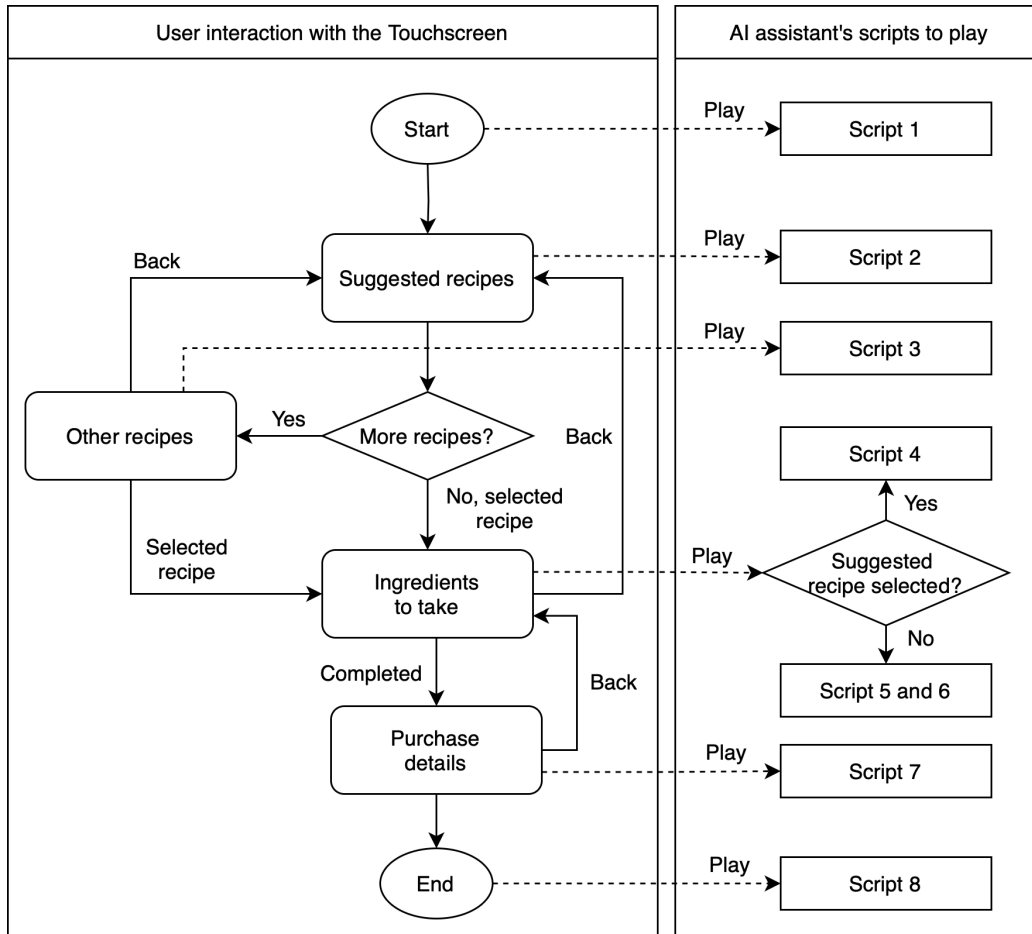 User interaction with the Touchscreen
AI assistant's scripts to play
Start
Play
Script 1
Back
Suggested recipes
Play
Script 2
Play
Script 3
Other recipes
Yes
More recipes?
Back
Script 4
Yes
No, selected
recipe
Selected
recipe
Ingredients
to take
Play
Suggested
recipe selected?
No
Completed
Back
Script 5 and 6
Purchase
details
Play
Script 7
End
Play
Script 8